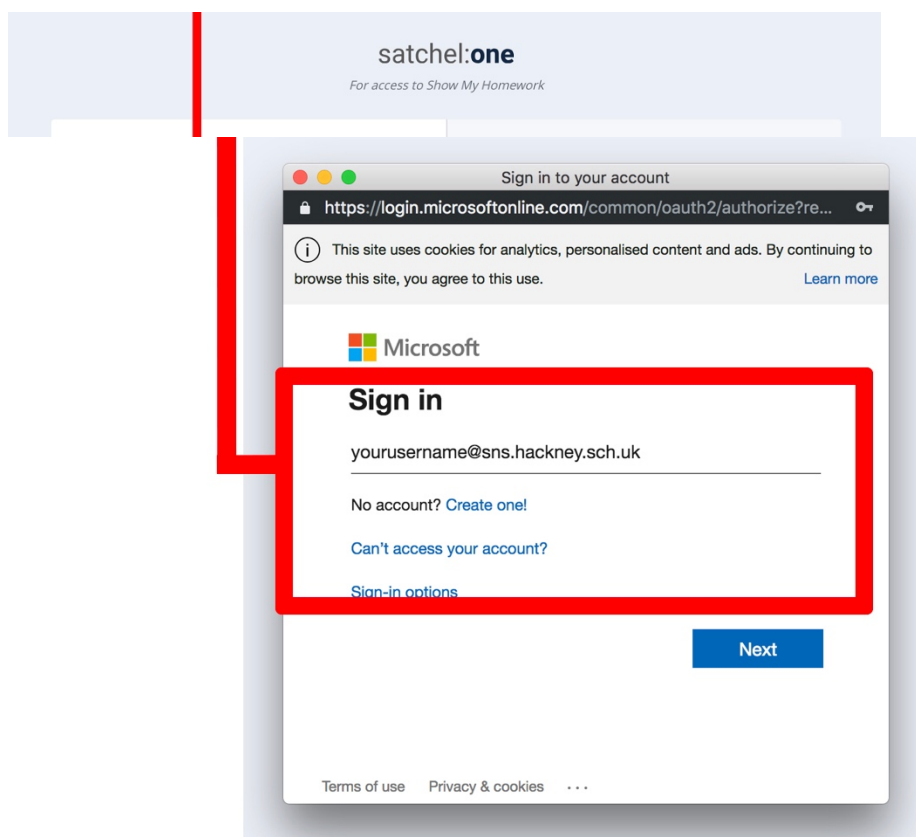 satchel:one
For access to Show My Homework
Sign in to your account
https://login.microsoftonline.com/common/oauth2/authorize?re...
This site uses cookies for analytics, personalised content and ads. By continuing to
browse this site, you agree to this use. Learn more
Microsoft
Sign in
yourusername@sns.hackney.sch.uk
No account? Create one!
Can't access your account?
Sign-in options
Next
Terms of use Privacy & cookies ...